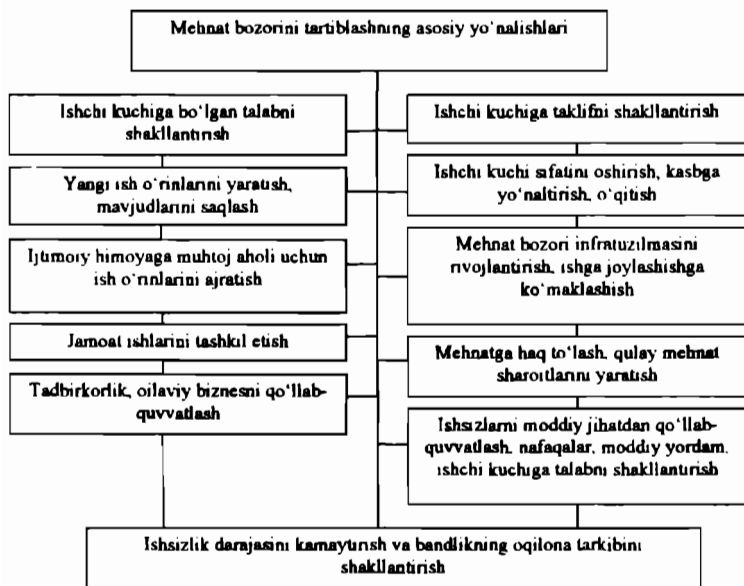 Mehnat bozorini tartiblashning asosiy yo‘nalishlari
Ishchi kuchiga bo‘lgan talabni
shakllantirish
Yangi ish o‘rinlarini yaratish,
mavjudlarini saqlash
Ijtimoiy himoyaga muhtoj aholi uchun
ish o‘rinlarini ajratish
Jamoat ishlarini tashkil etish
Tadbirkorlik, oilaviy biznesni qo‘llab-
quvvatlash
Ishchi kuchiga taklifni shakllantirish
Ishchi kuchi sifatini oshirish, kasbga
yo‘naltirish, o‘qitish
Mehnat bozori infratuzilmasini
rivojlantirish, ishga joylashishga
ko‘maklashish
Mehnatga haq to‘lash, qulay mehnat
sharoitlarini yaratish
Ishsizlarni moddiy jihatdan qo‘llab-
quvvatlash, nafaqalar, moddiy yordam,
ishchi kuchiga talabni shakllantirish
Ishsizlik darajasini kamaytirish va bandlikning oqilona tarkibini
shakllantirish